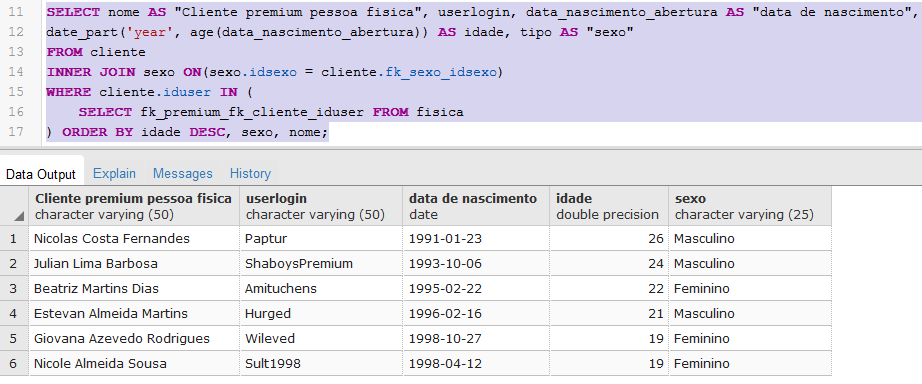 11 SELECT nome AS "Cliente premium pessoa fisica", userlogin, data_nascimento_abertura AS "data de nascimento",
12 date_part('year', age(data_nascimento_abertura)) AS idade, tipo AS "sexo"
13 FROM cliente
14 INNER JOIN sexo ON(sexo.idsexo = cliente.fk_sexo_idsexo)
15 WHERE cliente.iduser IN (
16 SELECT fk_premium_fk_cliente_iduser FROM fisica
17 ) ORDER BY idade DESC, sexo, nome;
Data Output Explain Messages History
Cliente premium pessoa fisica userlogin data de nascimento idade sexo
character varying (50) character varying (50) date double precision character varying (25)
1 Nicolas Costa Fernandes Paptur 1991-01-23 26 Masculino
2 Julian Lima Barbosa ShaboysPremium 1993-10-06 24 Masculino
3 Beatriz Martins Dias Amituchens 1995-02-22 22 Feminino
4 Estevan Almeida Martins Hurged 1996-02-16 21 Masculino
5 Giovana Azevedo Rodrigues Wileved 1998-10-27 19 Feminino
6 Nicole Almeida Sousa Sult1998 1998-04-12 19 Feminino